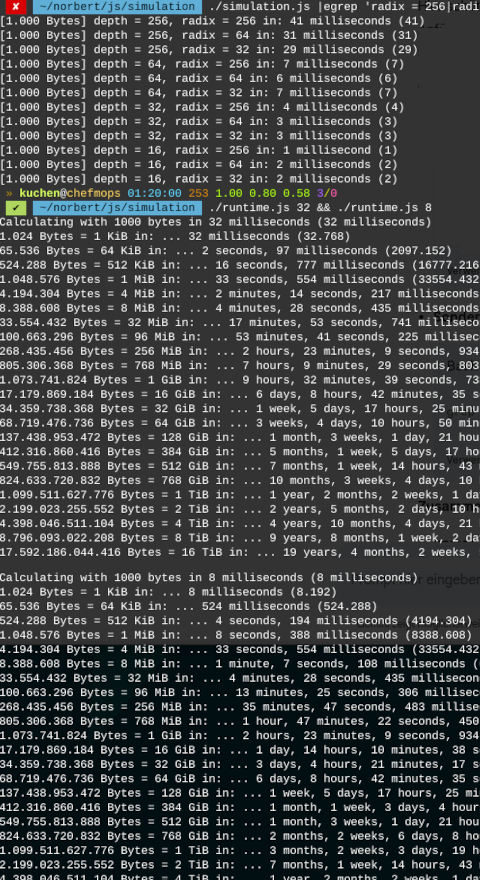 ✘ ~/norbert/js/simulation ./simulation.js |egrep 'radix = 256|radi
[1.000 Bytes] depth = 256, radix = 256 in: 41 milliseconds (41)
[1.000 Bytes] depth = 256, radix = 64 in: 31 milliseconds (31)
[1.000 Bytes] depth = 256, radix = 32 in: 29 milliseconds (29)
[1.000 Bytes] depth = 64, radix = 256 in: 7 milliseconds (7)
[1.000 Bytes] depth = 64, radix = 64 in: 6 milliseconds (6)
[1.000 Bytes] depth = 64, radix = 32 in: 7 milliseconds (7)
[1.000 Bytes] depth = 32, radix = 256 in: 4 milliseconds (4)
[1.000 Bytes] depth = 32, radix = 64 in: 3 milliseconds (3)
[1.000 Bytes] depth = 32, radix = 32 in: 3 milliseconds (3)
[1.000 Bytes] depth = 16, radix = 256 in: 1 millisecond (1)
[1.000 Bytes] depth = 16, radix = 64 in: 2 milliseconds (2)
[1.000 Bytes] depth = 16, radix = 32 in: 2 milliseconds (2)
» kuchen@chefmops 01:20:00 253 1.00 0.80 0.58 3/0
✔ ~/norbert/js/simulation ./runtime.js 32 && ./runtime.js 8
Calculating with 1000 bytes in 32 milliseconds (32 milliseconds)
1.024 Bytes = 1 KiB in: ... 32 milliseconds (32.768)
65.536 Bytes = 64 KiB in: ... 2 seconds, 97 milliseconds (2097.152)
524.288 Bytes = 512 KiB in: ... 16 seconds, 777 milliseconds (16777.216
1.048.576 Bytes = 1 MiB in: ... 33 seconds, 554 milliseconds (33554.432
4.194.304 Bytes = 4 MiB in: ... 2 minutes, 14 seconds, 217 milliseconds
8.388.608 Bytes = 8 MiB in: ... 4 minutes, 28 seconds, 435 milliseconds
33.554.432 Bytes = 32 MiB in: ... 17 minutes, 53 seconds, 741 milliseco
100.663.296 Bytes = 96 MiB in: ... 53 minutes, 41 seconds, 225 millisec
268.435.456 Bytes = 256 MiB in: ... 2 hours, 23 minutes, 9 seconds, 934
805.306.368 Bytes = 768 MiB in: ... 7 hours, 9 minutes, 29 seconds, 803
1.073.741.824 Bytes = 1 GiB in: ... 9 hours, 32 minutes, 39 seconds, 73
17.179.869.184 Bytes = 16 GiB in: ... 6 days, 8 hours, 42 minutes, 35 s
34.359.738.368 Bytes = 32 GiB in: ... 1 week, 5 days, 17 hours, 25 min
68.719.476.736 Bytes = 64 GiB in: ... 3 weeks, 4 days, 10 hours, 50 min
137.438.953.472 Bytes = 128 GiB in: ... 1 month, 3 weeks, 1 day, 21 hou
412.316.860.416 Bytes = 384 GiB in: ... 5 months, 1 week, 5 days, 17 ho
549.755.813.888 Bytes = 512 GiB in: ... 7 months, 1 week, 14 hours, 43 m
824.633.720.832 Bytes = 768 GiB in: ... 10 months, 3 weeks, 4 days, 10
1.099.511.627.776 Bytes = 1 TiB in: ... 1 year, 2 months, 2 weeks, 1 da
2.199.023.255.552 Bytes = 2 TiB in: ... 2 years, 5 months, 2 days, 10
4.398.046.511.104 Bytes = 4 TiB in: ... 4 years, 10 months, 4 days, 21
8.796.093.022.208 Bytes = 8 TiB in: ... 9 years, 8 months, 1 week, 2 da
17.592.186.044.416 Bytes = 16 TiB in: ... 19 years, 4 months, 2 weeks,
Calculating with 1000 bytes in 8 milliseconds (8 milliseconds)
1.024 Bytes = 1 KiB in: ... 8 milliseconds (8.192)
65.536 Bytes = 64 KiB in: ... 524 milliseconds (524.288)
524.288 Bytes = 512 KiB in: ... 4 seconds, 194 milliseconds (4194.304)
1.048.576 Bytes = 1 MiB in: ... 8 seconds, 388 milliseconds (8388.608)
4.194.304 Bytes = 4 MiB in: ... 33 seconds, 554 milliseconds (33554.432
8.388.608 Bytes = 8 MiB in: ... 1 minute, 7 seconds, 108 milliseconds (
33.554.432 Bytes = 32 MiB in: ... 4 minutes, 28 seconds, 435 millisecon
100.663.296 Bytes = 96 MiB in: ... 13 minutes, 25 seconds, 306 millisec
268.435.456 Bytes = 256 MiB in: ... 35 minutes, 47 seconds, 483 millise
805.306.368 Bytes = 768 MiB in: ... 1 hour, 47 minutes, 22 seconds, 450
1.073.741.824 Bytes = 1 GiB in: ... 2 hours, 23 minutes, 9 seconds, 934
17.179.869.184 Bytes = 16 GiB in: ... 1 day, 14 hours, 10 minutes, 38 s
34.359.738.368 Bytes = 32 GiB in: ... 3 days, 4 hours, 21 minutes, 17 s
68.719.476.736 Bytes = 64 GiB in: ... 6 days, 8 hours, 42 minutes, 35 s
137.438.953.472 Bytes = 128 GiB in: ... 1 week, 5 days, 17 hours, 25 min
412.316.860.416 Bytes = 384 GiB in: ... 1 month, 1 week, 3 days, 4 hour
549.755.813.888 Bytes = 512 GiB in: ... 1 month, 3 weeks, 1 day, 21 hou
824.633.720.832 Bytes = 768 GiB in: ... 2 months, 2 weeks, 6 days, 8 h
1.099.511.627.776 Bytes = 1 TiB in: ... 3 months, 2 weeks, 3 days, 19 h
2.199.023.255.552 Bytes = 2 TiB in: ... 7 months, 1 week, 14 hours, 43
4.398.046.511.104 Bytes = 4 TiB in: ... 1 year, 2 months, 2 weeks, 1 d